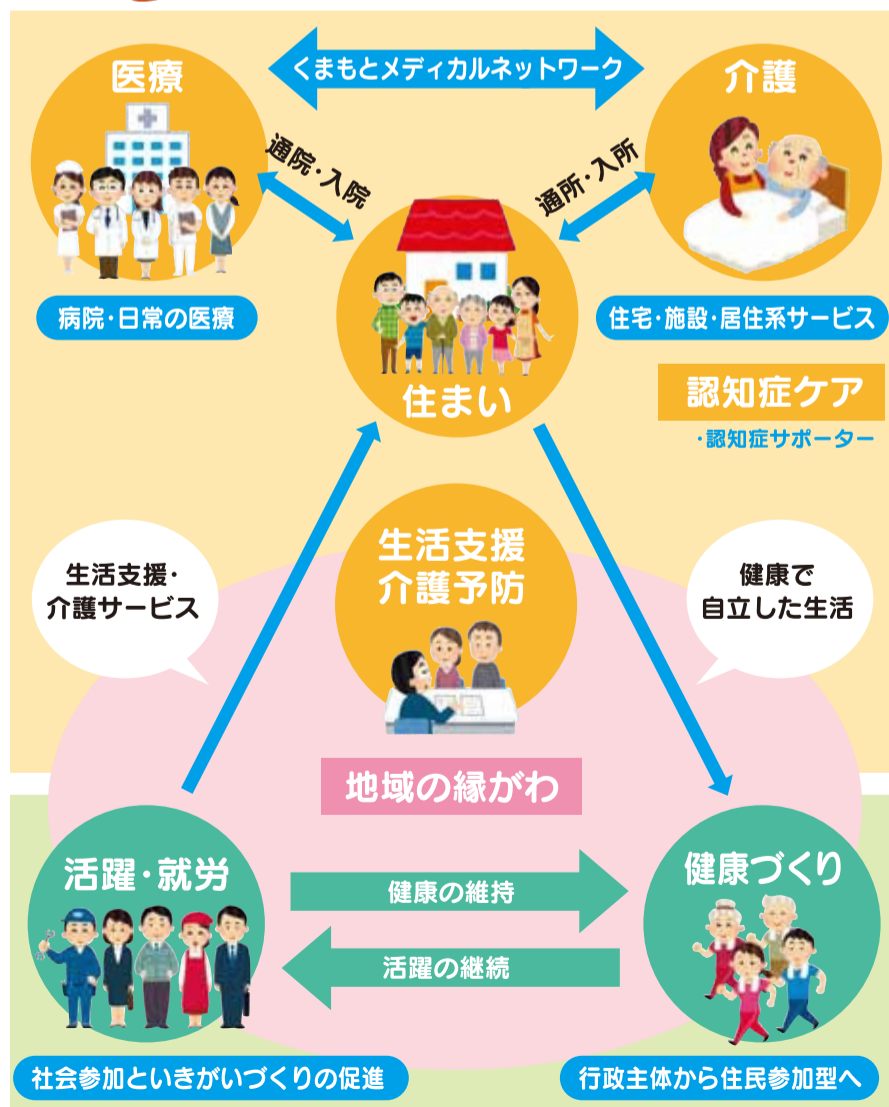 くまもとメディカルネットワーク
医療
介護
通院・入院
通所・入所
病院・日常の医療
住宅・施設・居住系サービス
住まい
認知症ケア
・認知症サポーター
生活支援
介護予防
生活支援・
介護サービス
健康で
自立した生活
地域の縁がわ
活躍・就労
健康づくり
健康の維持
活躍の継続
社会参加といきがいづくりの促進
行政主体から住民参加型へ